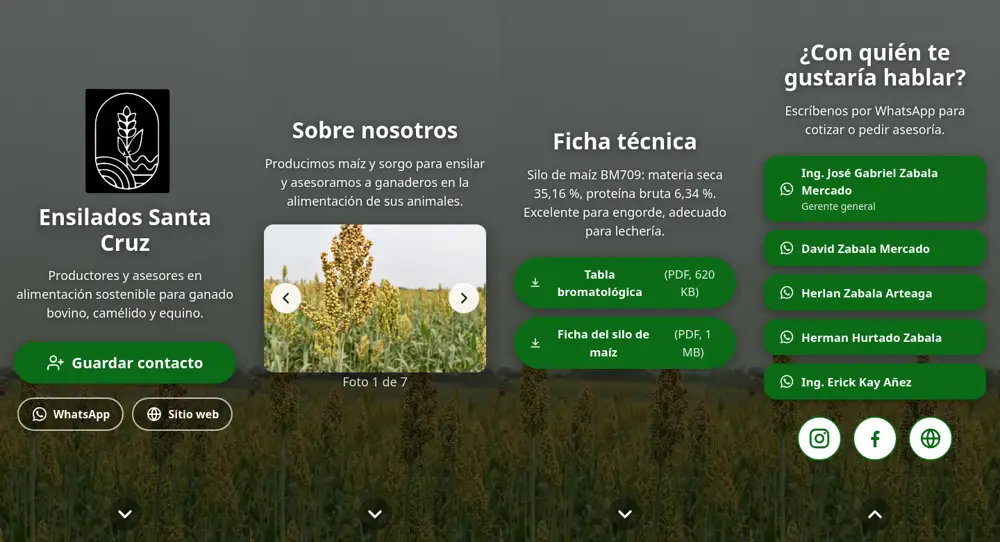 Ensilados Santa
Cruz
Productores y asesores en
alimentación sostenible para ganado
bovino, camélido y equino.
Guardar contacto
WhatsApp
Sitio web
Sobre nosotros
Producimos maíz y sorgo para ensilar
y asesoramos a ganaderos en la
alimentación de sus animales.
Foto 1 de 7
Ficha técnica
Silo de maíz BM709: materia seca
35,16 %, proteína bruta 6,34 %.
Excelente para engorde, adecuado
para lechería.
Tabla
bromatológica
(PDF, 620
KB)
Ficha del silo de
maíz
(PDF, 1
MB)
¿Con quién te
gustaría hablar?
Escríbenos por WhatsApp para
cotizar o pedir asesoría.
Ing. José Gabriel Zabala
Mercado
Gerente general
David Zabala Mercado
Herlan Zabala Arteaga
Herman Hurtado Zabala
Ing. Erick Kay Añez